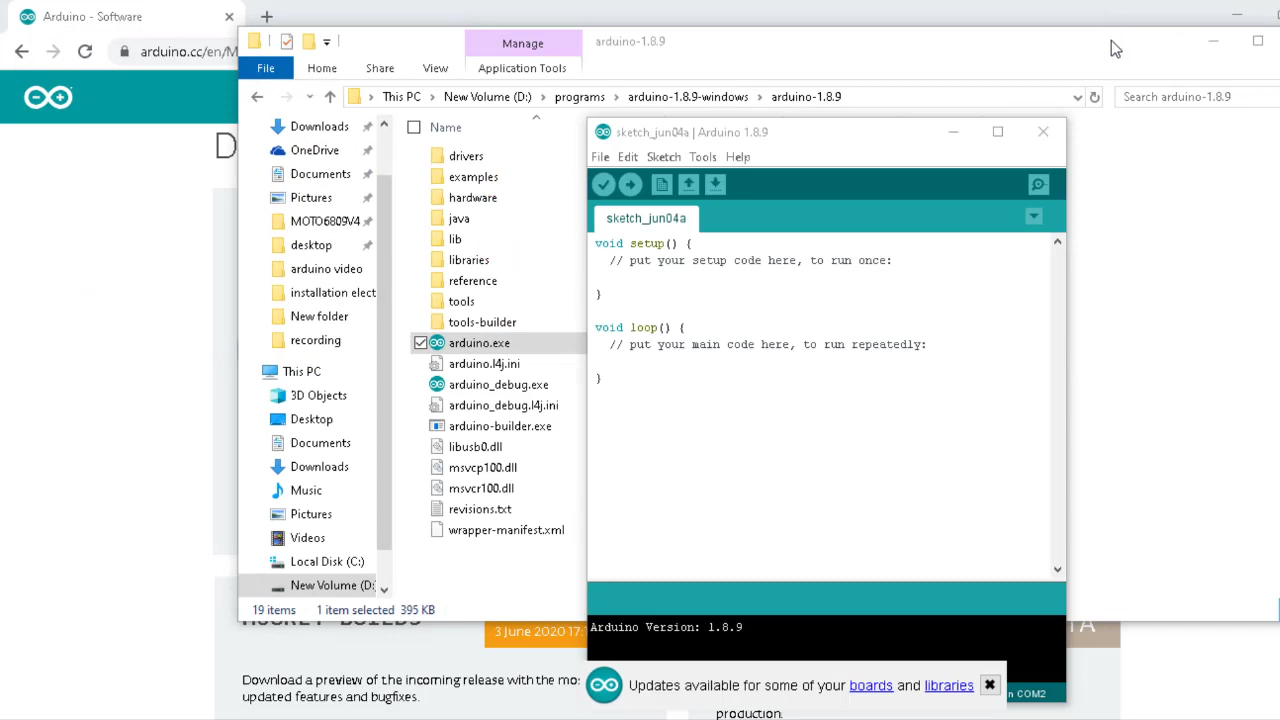 Arduino - Software
arduino.cc/en/M
D
Manage
arduino-1.8.9
File
Home
Share
View
Application Tools
This PC
New Volume (D:)
programs
arduino-1.8.9-windows
arduino-1.8.9
Search arduino-1.8.9
Downloads
OneDrive
Documents
Pictures
MOTO6809V4
desktop
arduino video
installation elect
New folder
recording
This PC
3D Objects
Desktop
Documents
Downloads
Music
Pictures
Videos
Local Disk (C:)
New Volume (D:
Name
drivers
examples
hardware
java
lib
libraries
reference
tools
tools-builder
arduino.exe
arduino.l4j.ini
arduino_debug.exe
arduino_debug.l4j.ini
arduino-builder.exe
libusb0.dll
msvcp100.dll
msvcr100.dll
revisions.txt
wrapper-manifest.xml
19 items
1 item selected 395 KB
sketch_jun04a | Arduino 1.8.9
File Edit Sketch Tools Help
sketch_jun04a
void setup() {
// put your setup code here, to run once:
}
void loop() {
// put your main code here, to run repeatedly:
}
Arduino Version: 1.8.9
Updates available for some of your boards and libraries
n COM2
BUILDS
3 June 2020 17:
TA
Download a preview of the incoming release with the mo
updated features and bugfixes.
production.